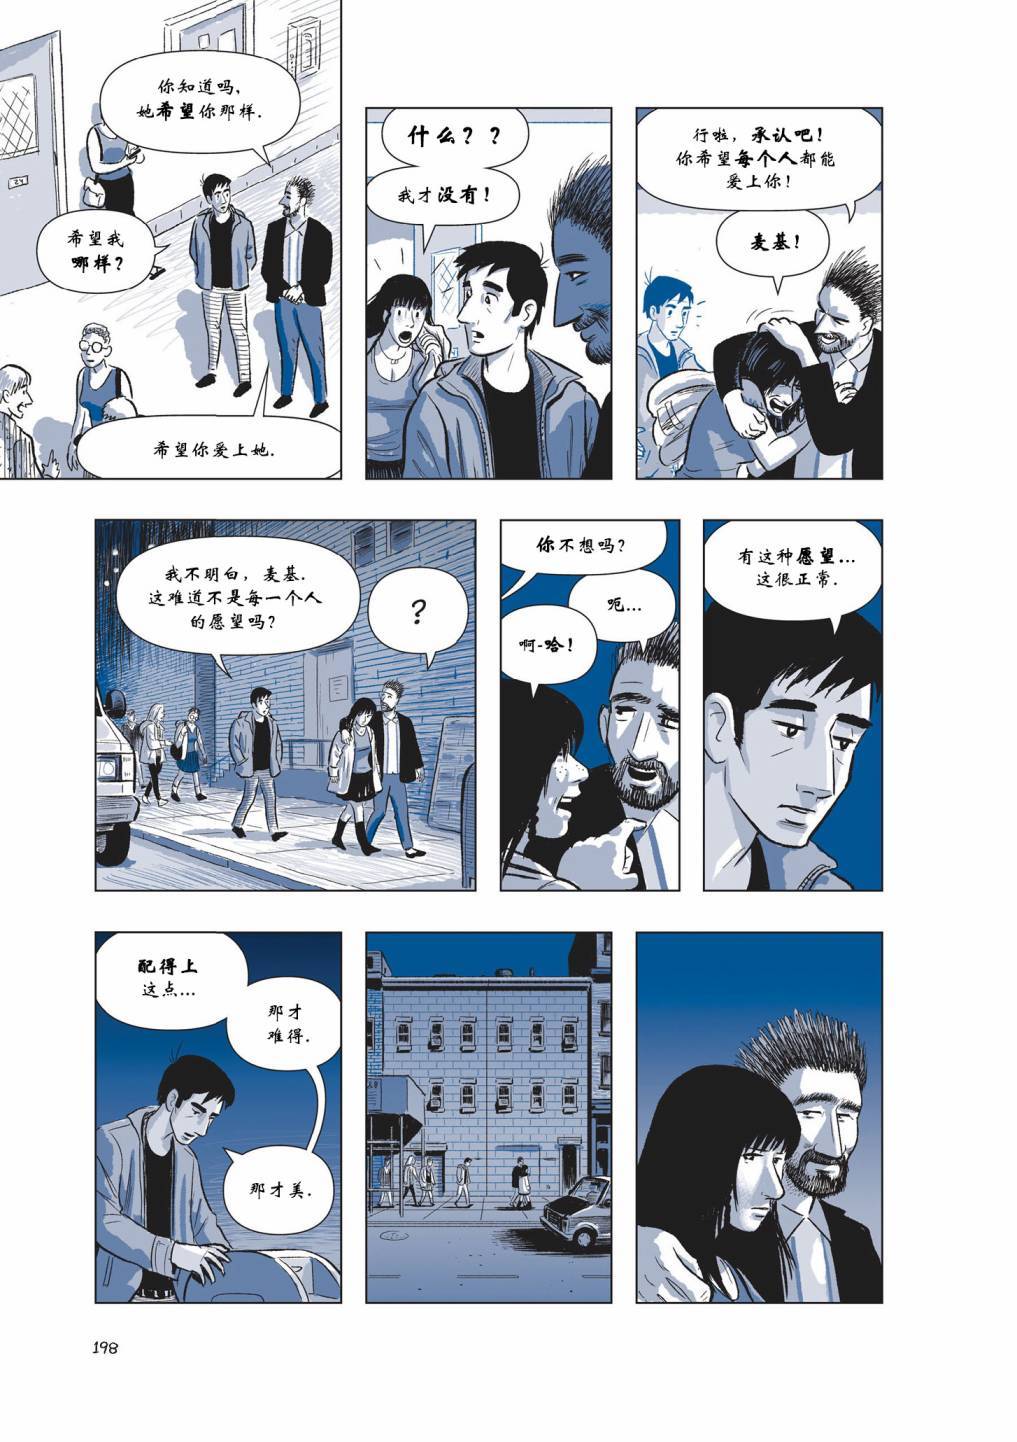 你知道吗,
她希望你那样.
希望我
哪样?
希望你爱上她.
什么? ?
我才没有!
行啦, 承认吧!
你希望每个人都能
爱上你!
麦基!
我不明白, 麦基.
这难道不是每一个人
的愿望吗?
?
你不想吗?
呃...
啊-哈!
有这种愿望...
这很正常.
配得上
这点...
那才
难得.
那才美.
198